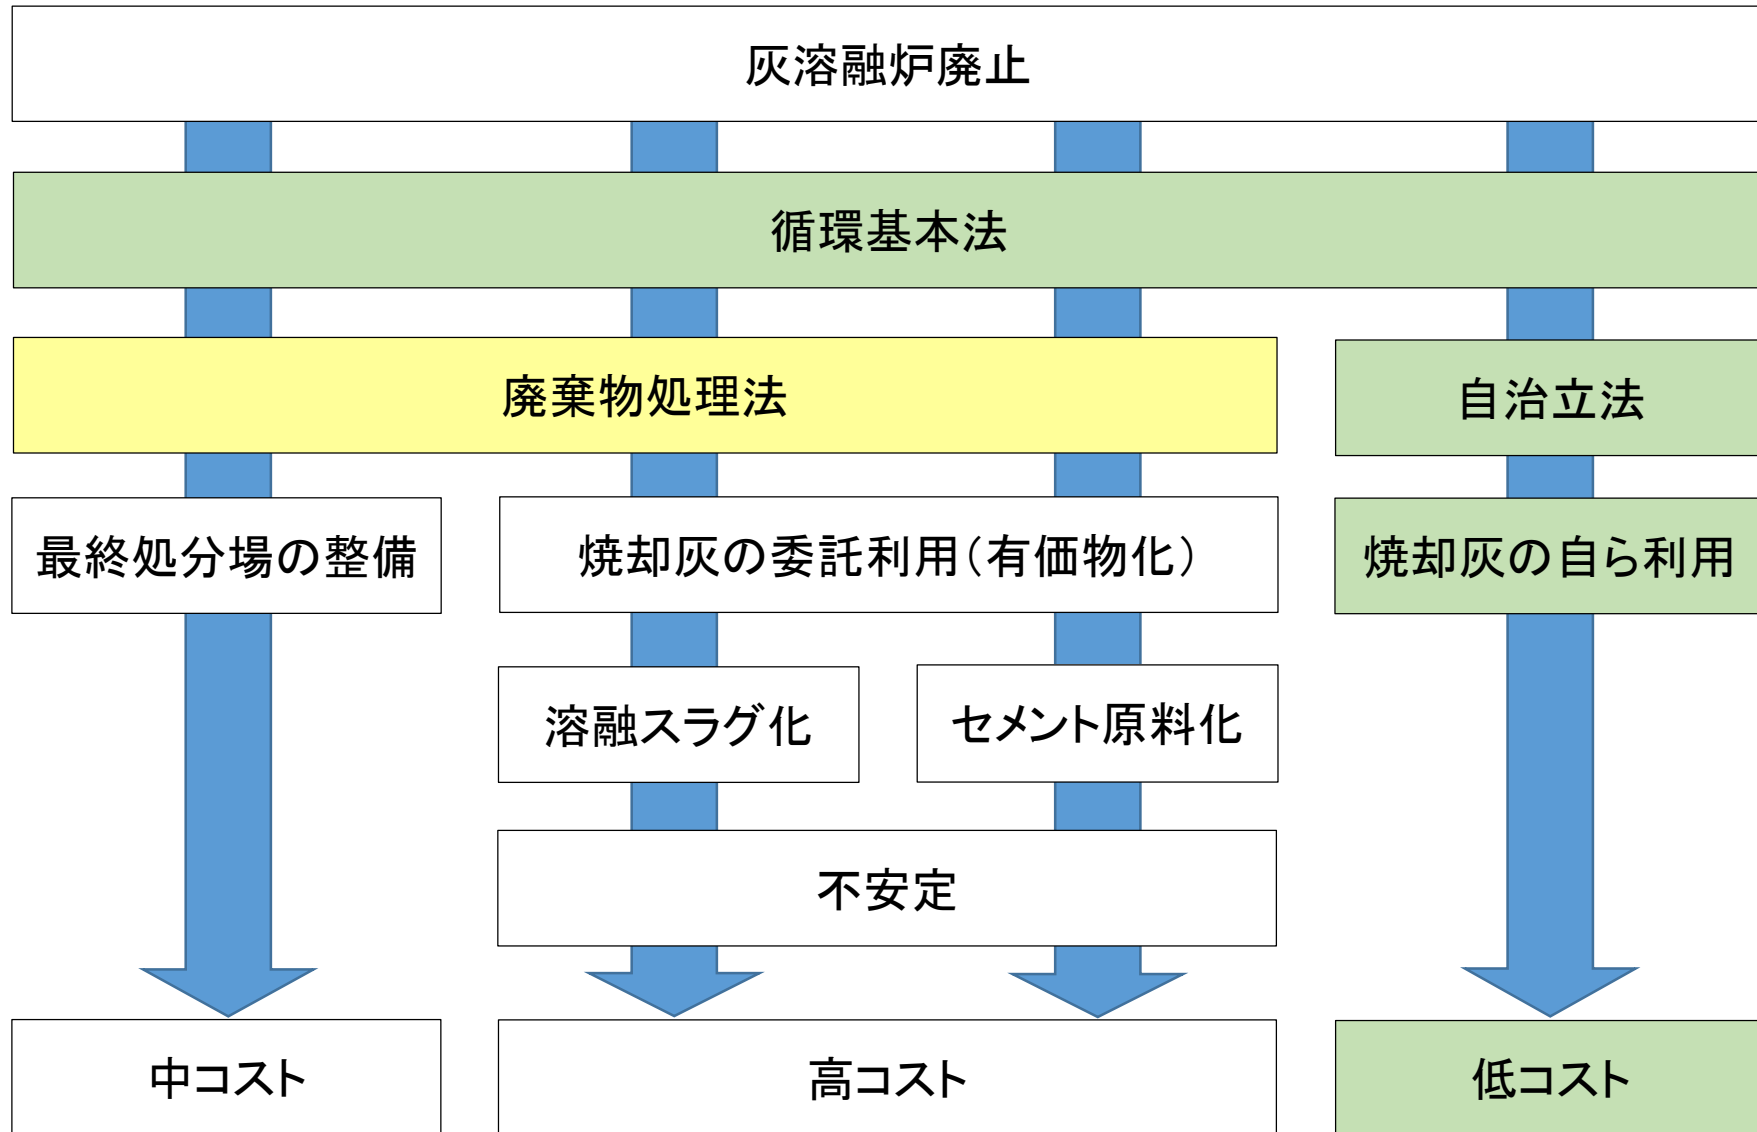 灰溶融炉廃止
循環基本法
廃棄物処理法
自治立法
最終処分場の整備
焼却灰の委託利用（有価物化）
焼却灰の自ら利用
溶融スラグ化
セメント原料化
不安定
中コスト
高コスト
低コスト